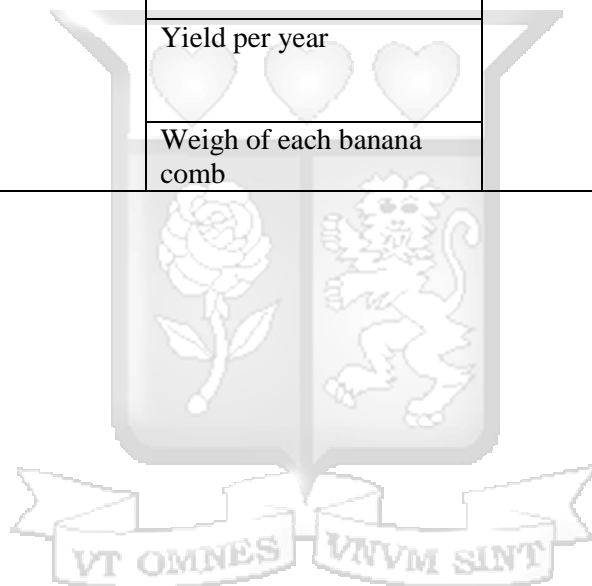 Yield per year
Weigh of each banana
comb
VT OMNES VNVM SINT